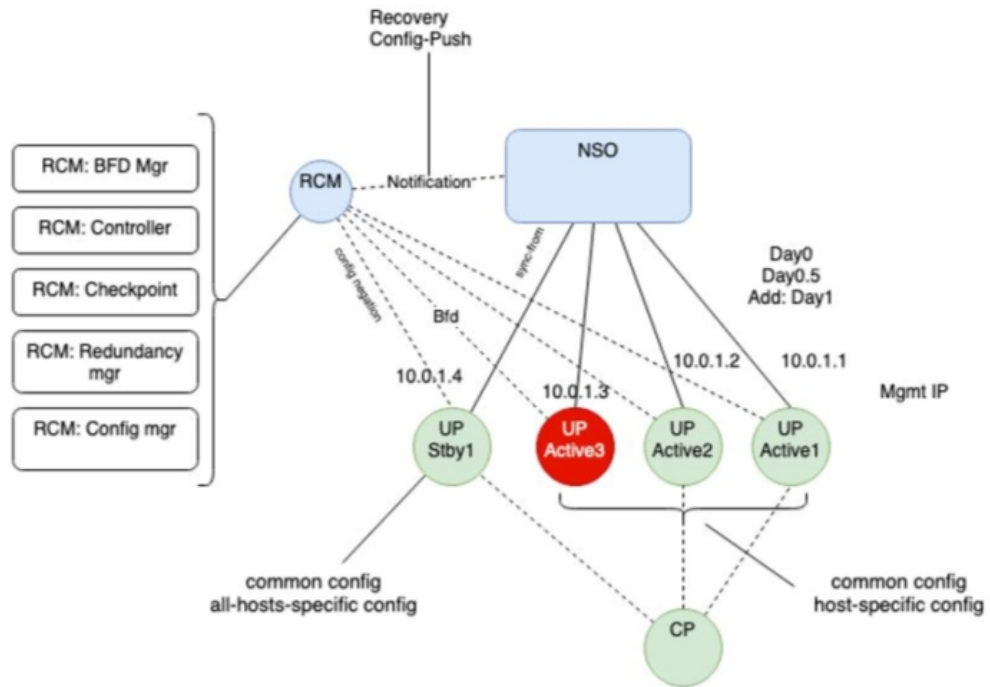 Recovery
Config-Push
RCM: BFD Mgr
RCM: Controller
RCM: Checkpoint
RCM: Redundancy
mgr
RCM: Config mgr
RCM
Notification
NSO
config negation
sync-from
Bfd
Day0
Day0.5
Add: Day1
10.0.1.4
10.0.1.3
10.0.1.2
10.0.1.1
Mgmt IP
UP
Stby1
UP
Active3
UP
Active2
UP
Active1
common config
all-hosts-specific config
common config
host-specific config
CP